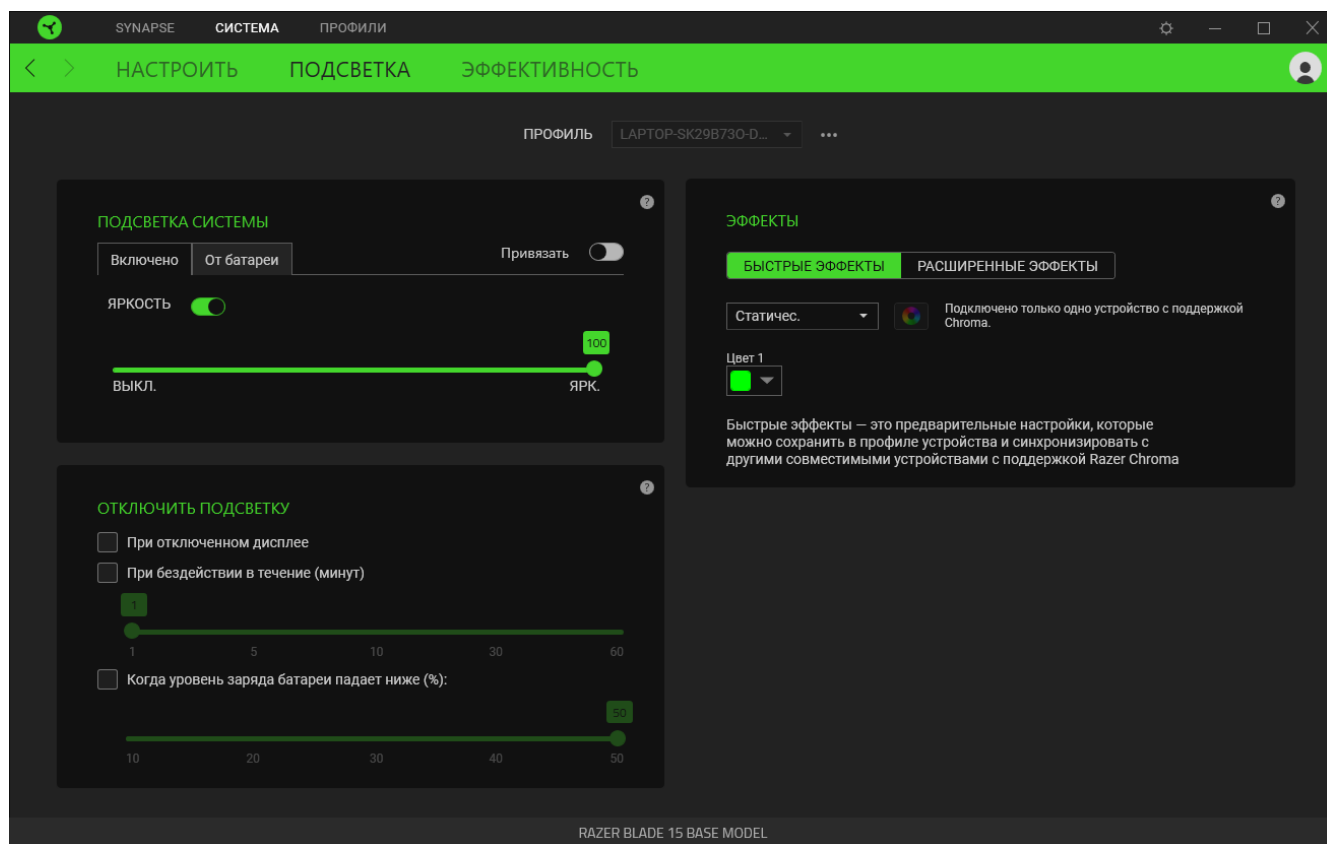 SYNAPSE СИСТЕМА ПРОФИЛИ
НАСТРОИТЬ ПОДСВЕТКА ЭФФЕКТИВНОСТЬ
ПРОФИЛЬ LAPTOP-SK29B73O-D... •••
ПОДСВЕТКА СИСТЕМЫ
Включено От батареи Привязать
ЯРКОСТЬ
100
ВЫКЛ. ЯРК.
ОТКЛЮЧИТЬ ПОДСВЕТКУ
При отключенном дисплее
При бездействии в течение (минут)
1
1 5 10 30 60
Когда уровень заряда батареи падает ниже (%):
50
10 20 30 40 50
ЭФФЕКТЫ
БЫСТРЫЕ ЭФФЕКТЫ РАСШИРЕННЫЕ ЭФФЕКТЫ
Статичес. Подключено только одно устройство с поддержкой
Chroma.
Цвет 1
Быстрые эффекты — это предварительные настройки, которые
можно сохранить в профиле устройства и синхронизировать с
другими совместимыми устройствами с поддержкой Razer Chroma
RAZER BLADE 15 BASE MODEL